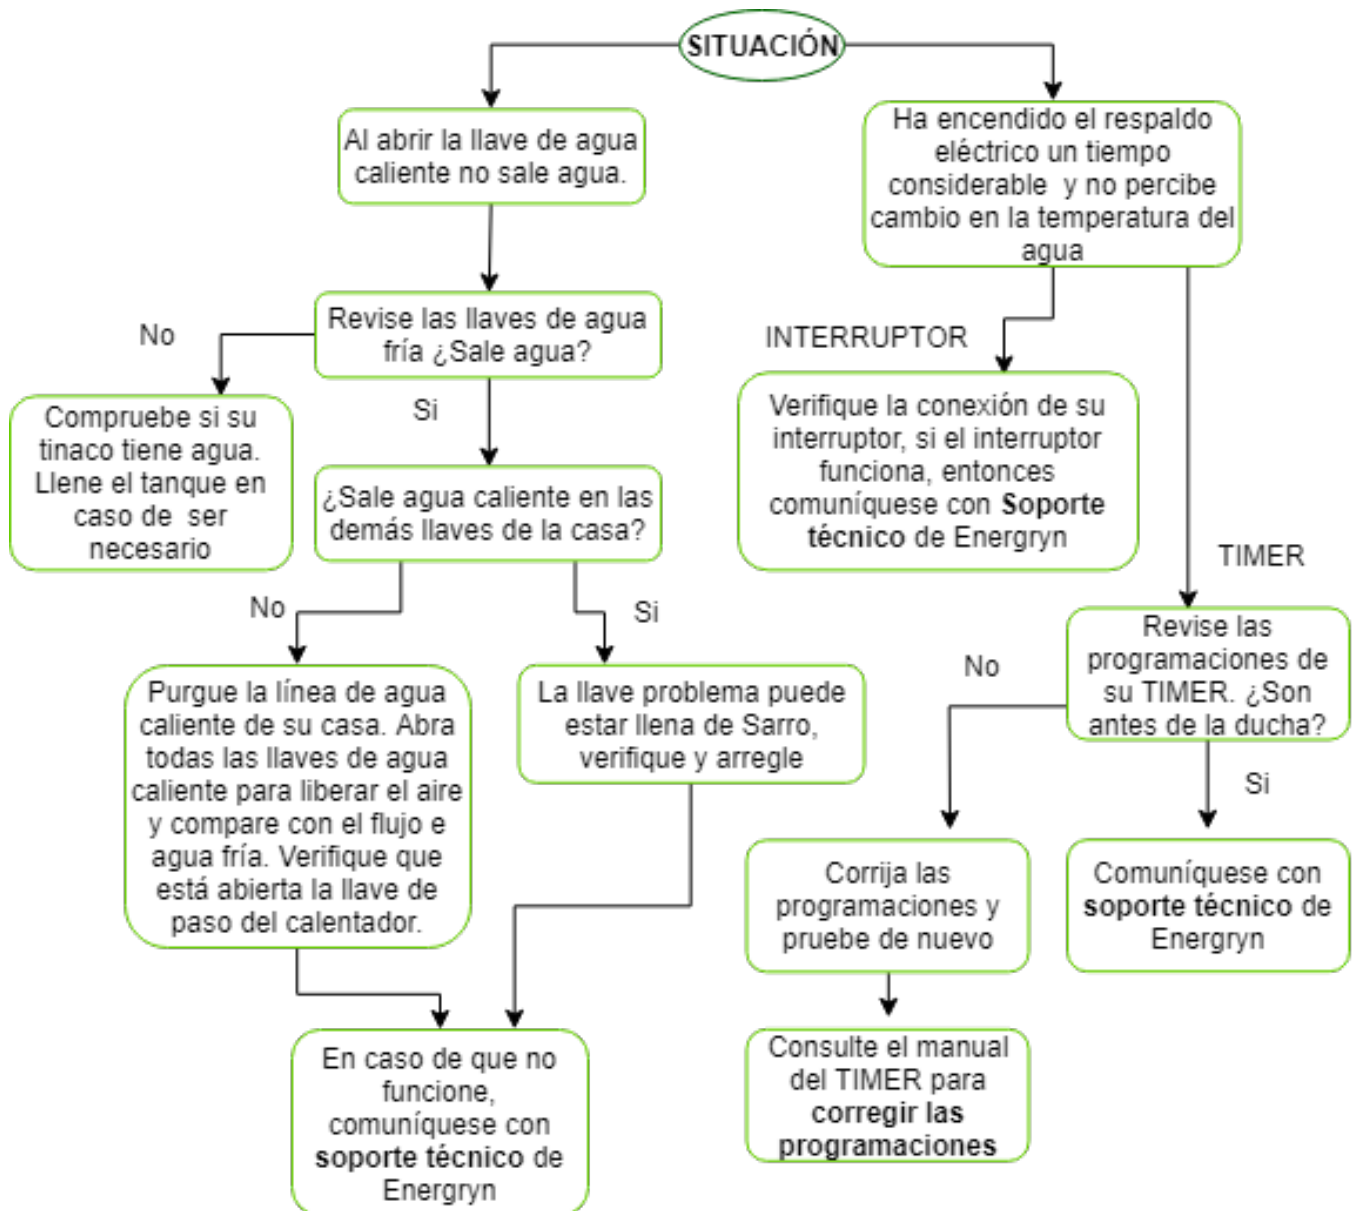 SITUACIÓN
Al abrir la llave de agua
caliente no sale agua.
Ha encendido el respaldo
eléctrico un tiempo
considerable y no percibe
cambio en la temperatura del
agua
Revise las llaves de agua
fría ¿Sale agua?
No
Si
INTERRUPTOR
Compruebe si su
tinaco tiene agua.
Llene el tanque en
caso de ser
necesario
Verifique la conexión de su
interruptor, si el interruptor
funciona, entonces
comuníquese con Soporte
técnico de Energryn
¿Sale agua caliente en las
demás llaves de la casa?
TIMER
No
Si
Revise las
programaciones de
su TIMER. ¿Son
antes de la ducha?
No
Si
Purgue la línea de agua
caliente de su casa. Abra
todas las llaves de agua
caliente para liberar el aire
y compare con el flujo e
agua fría. Verifique que
está abierta la llave de
paso del calentador.
La llave problema puede
estar llena de Sarro,
verifique y arregle
Corrija las
programaciones y
pruebe de nuevo
Comuníquese con
soporte técnico de
Energryn
En caso de que no
funcione,
comuníquese con
soporte técnico de
Energryn
Consulte el manual
del TIMER para
corregir las
programaciones